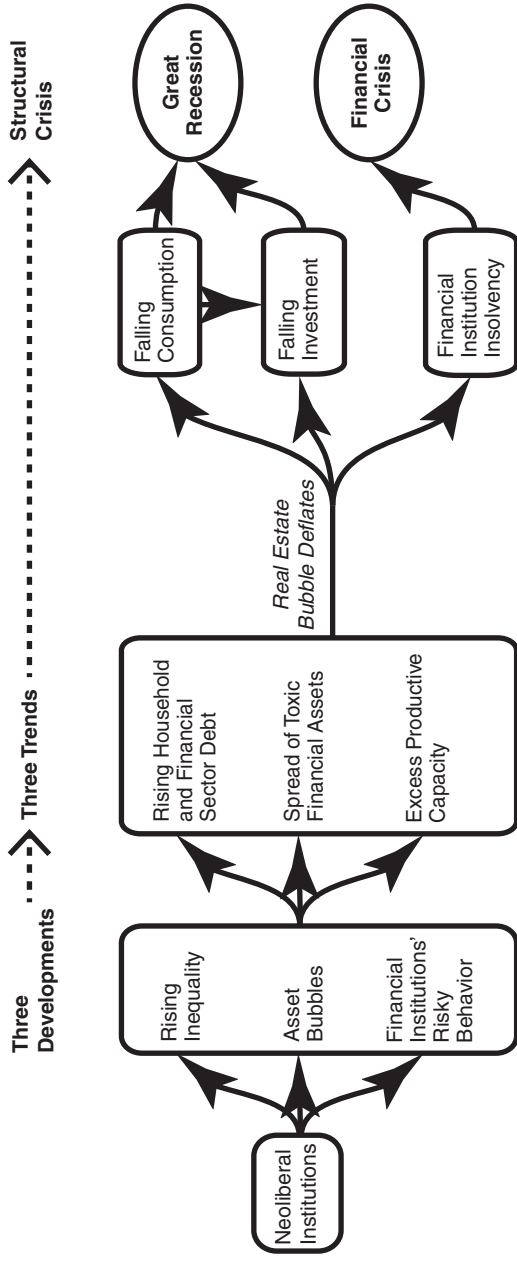 Three
Developments
Three Trends
Structural
Crisis
Neoliberal
Institutions
Rising
Inequality
Asset
Bubbles
Financial
Institutions’
Risky
Behavior
Rising Household
and Financial
Sector Debt
Spread of Toxic
Financial Assets
Excess Productive
Capacity
Real Estate
Bubble Deflates
Falling
Consumption
Falling
Investment
Financial
Institution
Insolvency
Great
Recession
Financial
Crisis